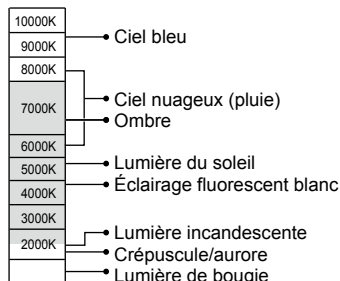 10000K
Ciel bleu
9000K
8000K
Ciel nuageux (pluie)
7000K
Ombre
6000K
Lumière du soleil
5000K
Éclairage fluorescent blanc
4000K
3000K
Lumière incandescente
2000K
Crépuscule/aurore
Lumière de bougie